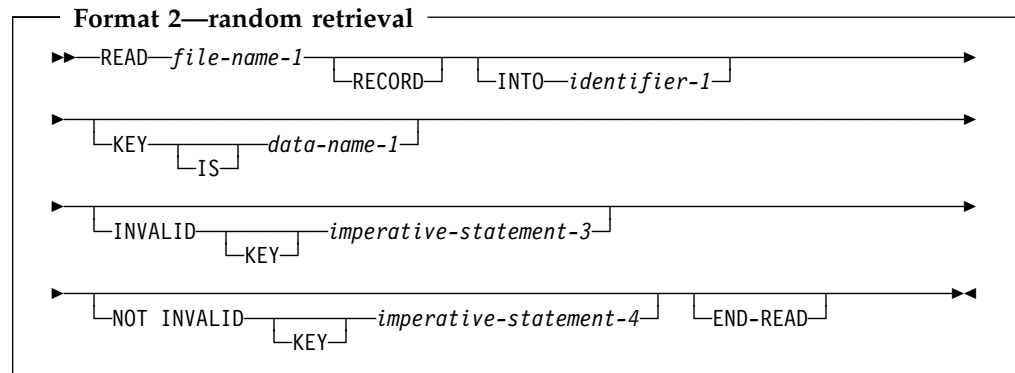 Format 2—random retrieval
READ file-name-1 RECORD INTO identifier-1
KEY IS data-name-1
INVALID KEY imperative-statement-3
NOT INVALID KEY imperative-statement-4 END-READ